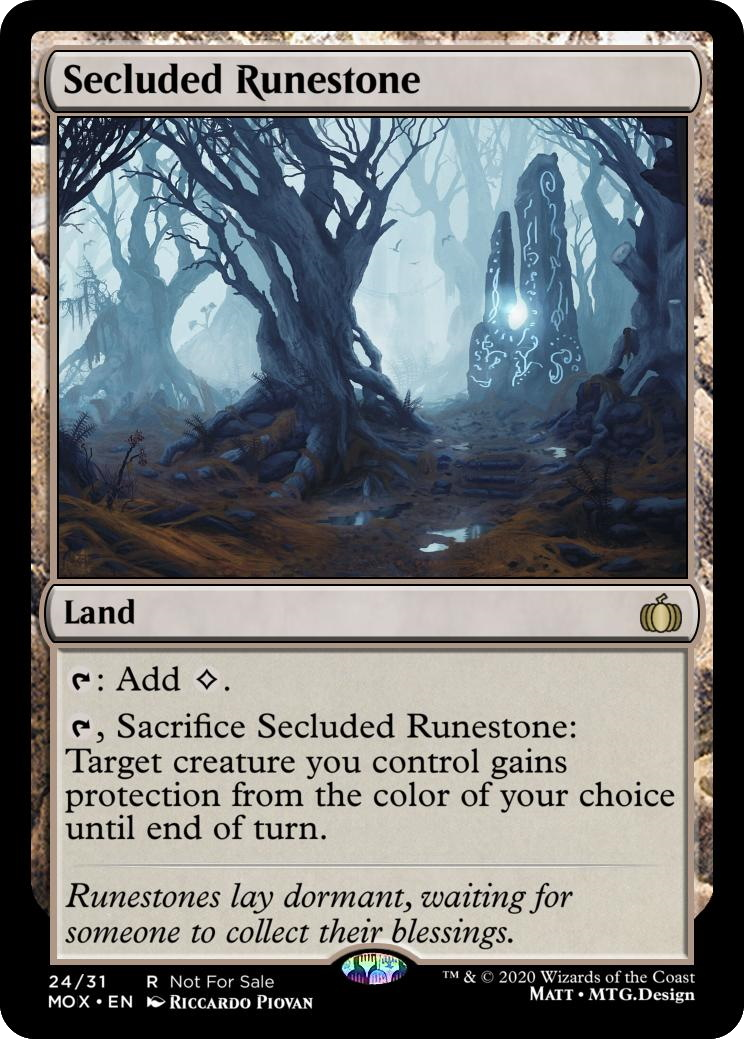 Secluded Runestone
Land
: Add .
, Sacrifice Secluded Runestone:
Target creature you control gains
protection from the color of your choice
until end of turn.
Runestones lay dormant, waiting for
someone to collect their blessings.
24/31 R Not For Sale
MOX • EN Riccardo Piovan
™ & © 2020 Wizards of the Coast
Matt • MTG.Design